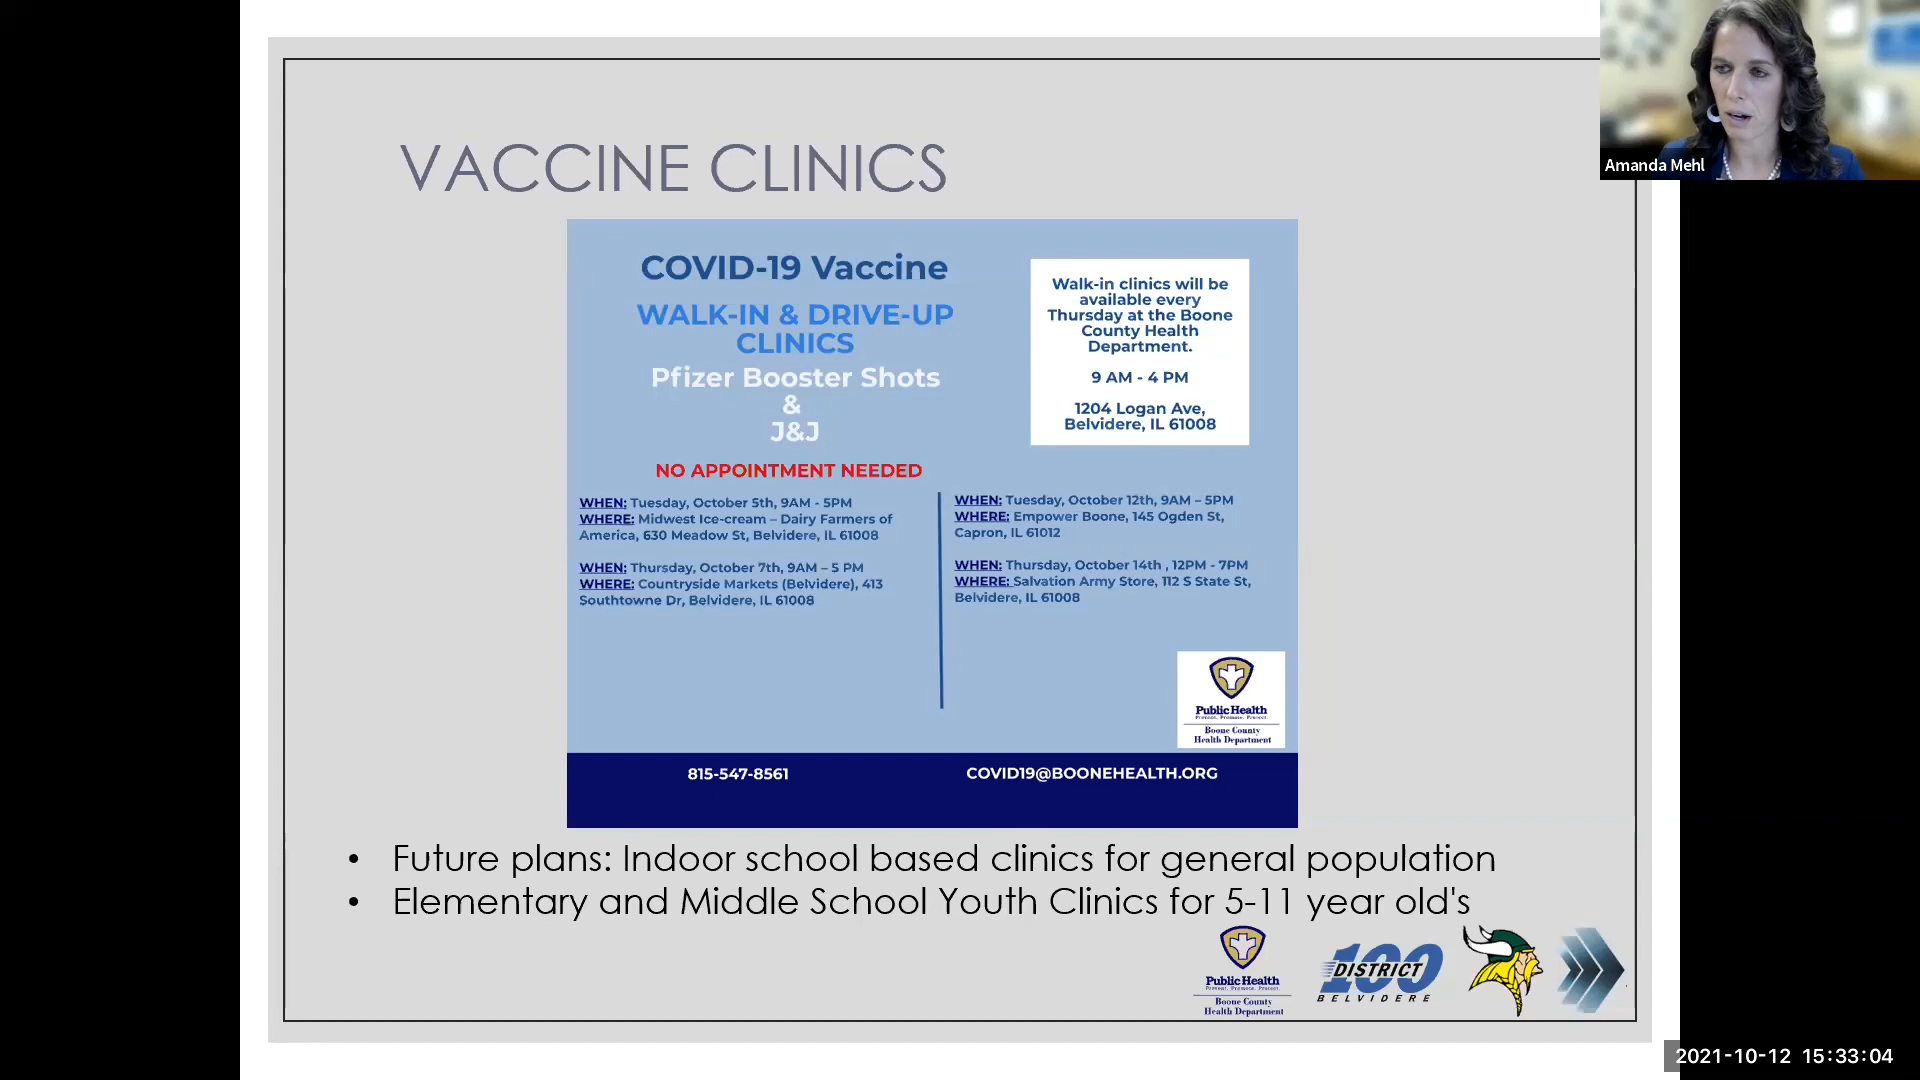 VACCINE CLINICS
Amanda Mehl
COVID-19 Vaccine
WALK-IN & DRIVE-UP
CLINICS
Pfizer Booster Shots
&
J&J
NO APPOINTMENT NEEDED
Walk-in clinics will be
available every
Thursday at the Boone
County Health
Department.
9 AM - 4 PM
1204 Logan Ave,
Belvidere, IL 61008
WHEN: Tuesday, October 5th, 9AM - 5PM
WHERE: Midwest Ice-cream – Dairy Farmers of
America, 630 Meadow St, Belvidere, IL 61008
WHEN: Thursday, October 7th, 9AM – 5 PM
WHERE: Countryside Markets (Belvidere), 413
Southtowne Dr, Belvidere, IL 61008
WHEN: Tuesday, October 12th, 9AM – 5PM
WHERE: Empower Boone, 145 Ogden St,
Capron, IL 61012
WHEN: Thursday, October 14th , 12PM - 7PM
WHERE: Salvation Army Store, 112 S State St,
Belvidere, IL 61008
Public Health
Prevent. Promote. Protect.
Boone County
Health Department
815-547-8561
COVID19@BOONEHEALTH.ORG
• Future plans: Indoor school based clinics for general population
• Elementary and Middle School Youth Clinics for 5-11 year old's
Public Health
Prevent. Promote. Protect.
Boone County
Health Department
100
DISTRICT
BELVIDERE
2021-10-12 15:33:04